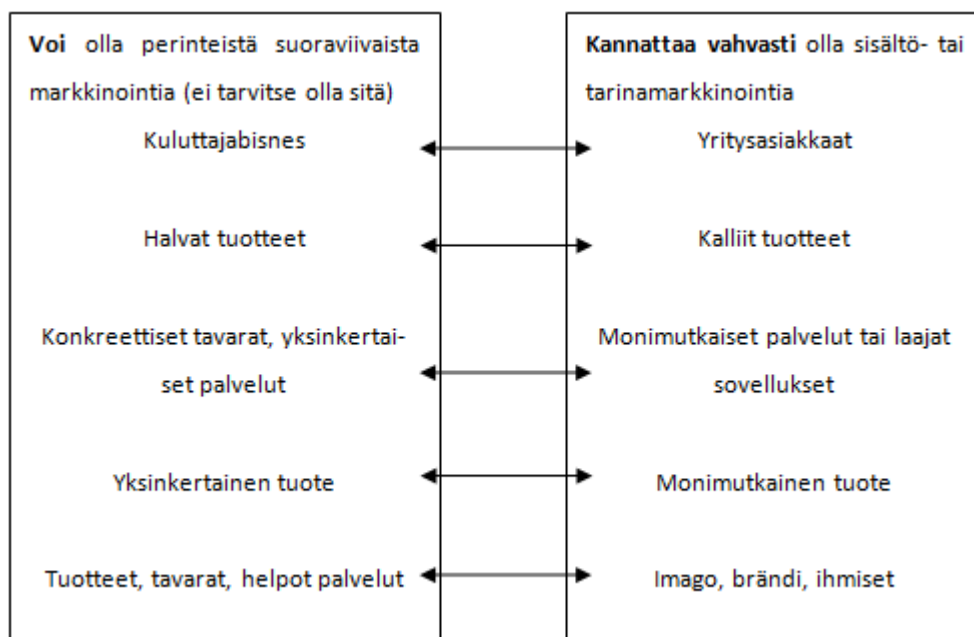 Voi olla perinteistä suoraviivaista
markkinointia (ei tarvitse olla sitä)
Kuluttajabisnes
Halvat tuotteet
Konkreettiset tavarat, yksinkertai-
set palvelut
Yksinkertainen tuote
Tuotteet, tavarat, helpot palvelut
Kannattaa vahvasti olla sisältö- tai
tarinamarkkinointia
Yritysasiakkaat
Kalliit tuotteet
Monimutkaiset palvelut tai laajat
sovellukset
Monimutkainen tuote
Imago, brändi, ihmiset